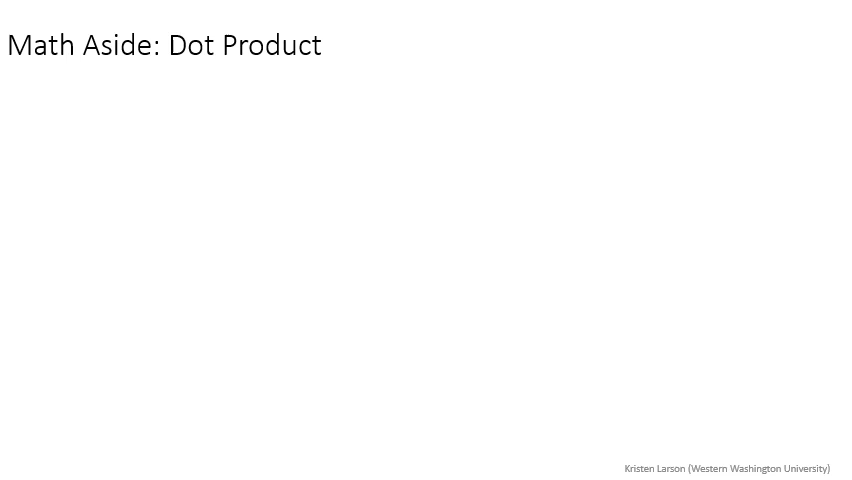 Math Aside: Dot Product
Kristen Larson (Western Washington University)